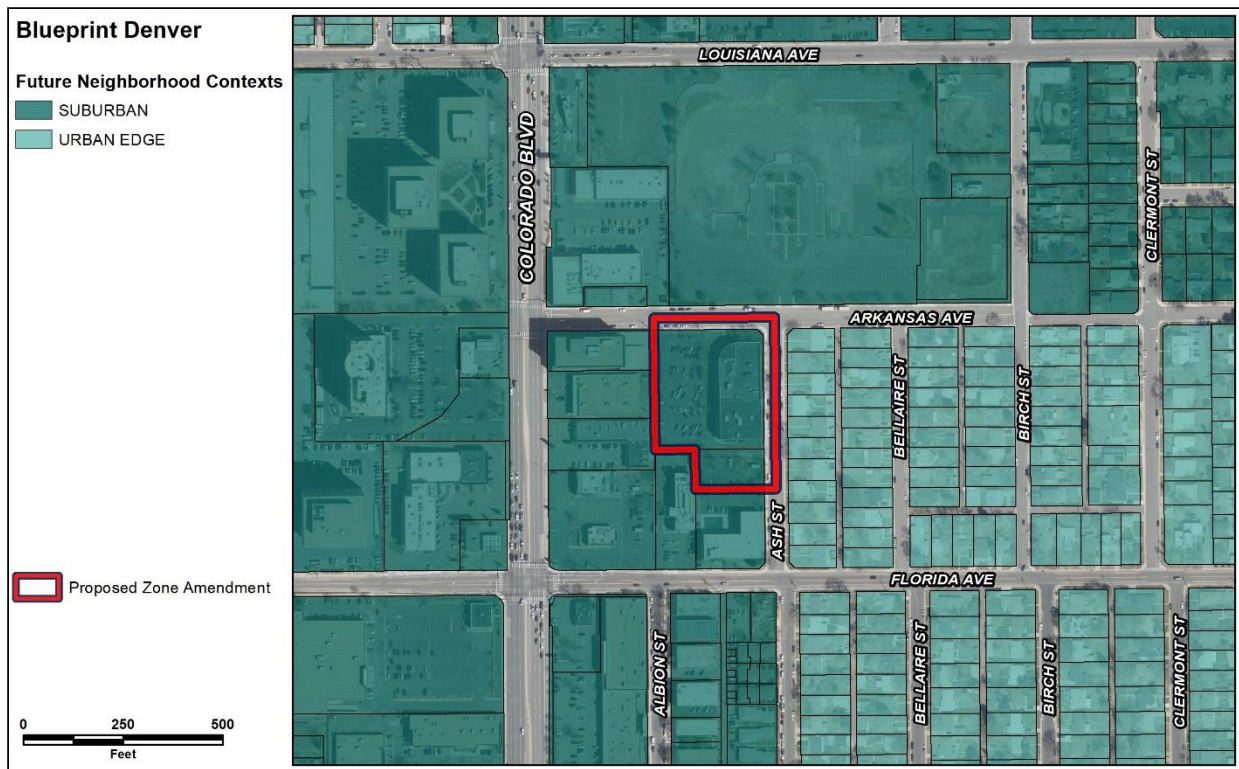 Blueprint Denver
Future Neighborhood Contexts
SUBURBAN
URBAN EDGE
Proposed Zone Amendment
0 250 500
Feet
LOUISIANA AVE
COLORADO BLVD
CLERMONT ST
ARKANSAS AVE
BELLAIRE ST
BIRCH ST
ASH ST
FLORIDA AVE
ALBION ST
BELLAIRE ST
BIRCH ST
CLERMONT ST